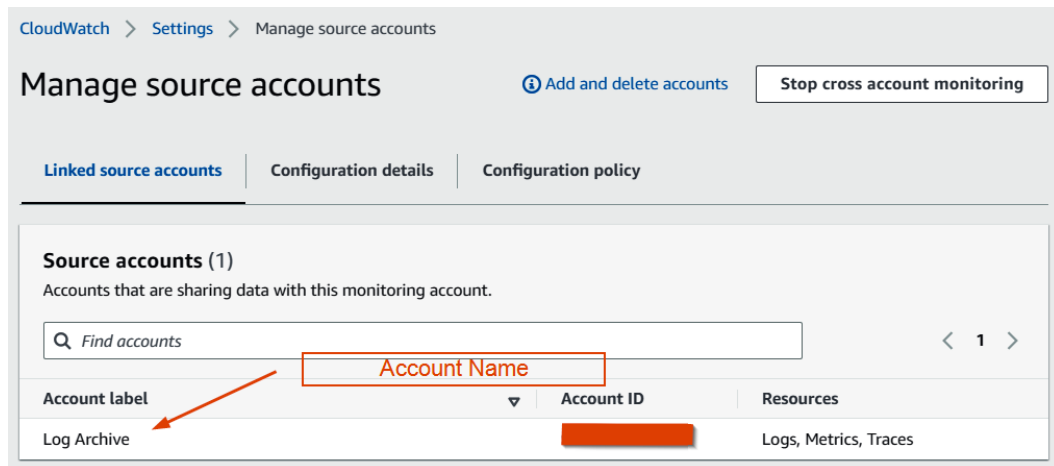 CloudWatch > Settings > Manage source accounts
Manage source accounts
Add and delete accounts
Stop cross account monitoring
Linked source accounts
Configuration details
Configuration policy
Source accounts (1)
Accounts that are sharing data with this monitoring account.
Find accounts
< 1 >
Account Name
Account label
Account ID
Resources
Log Archive
Logs, Metrics, Traces